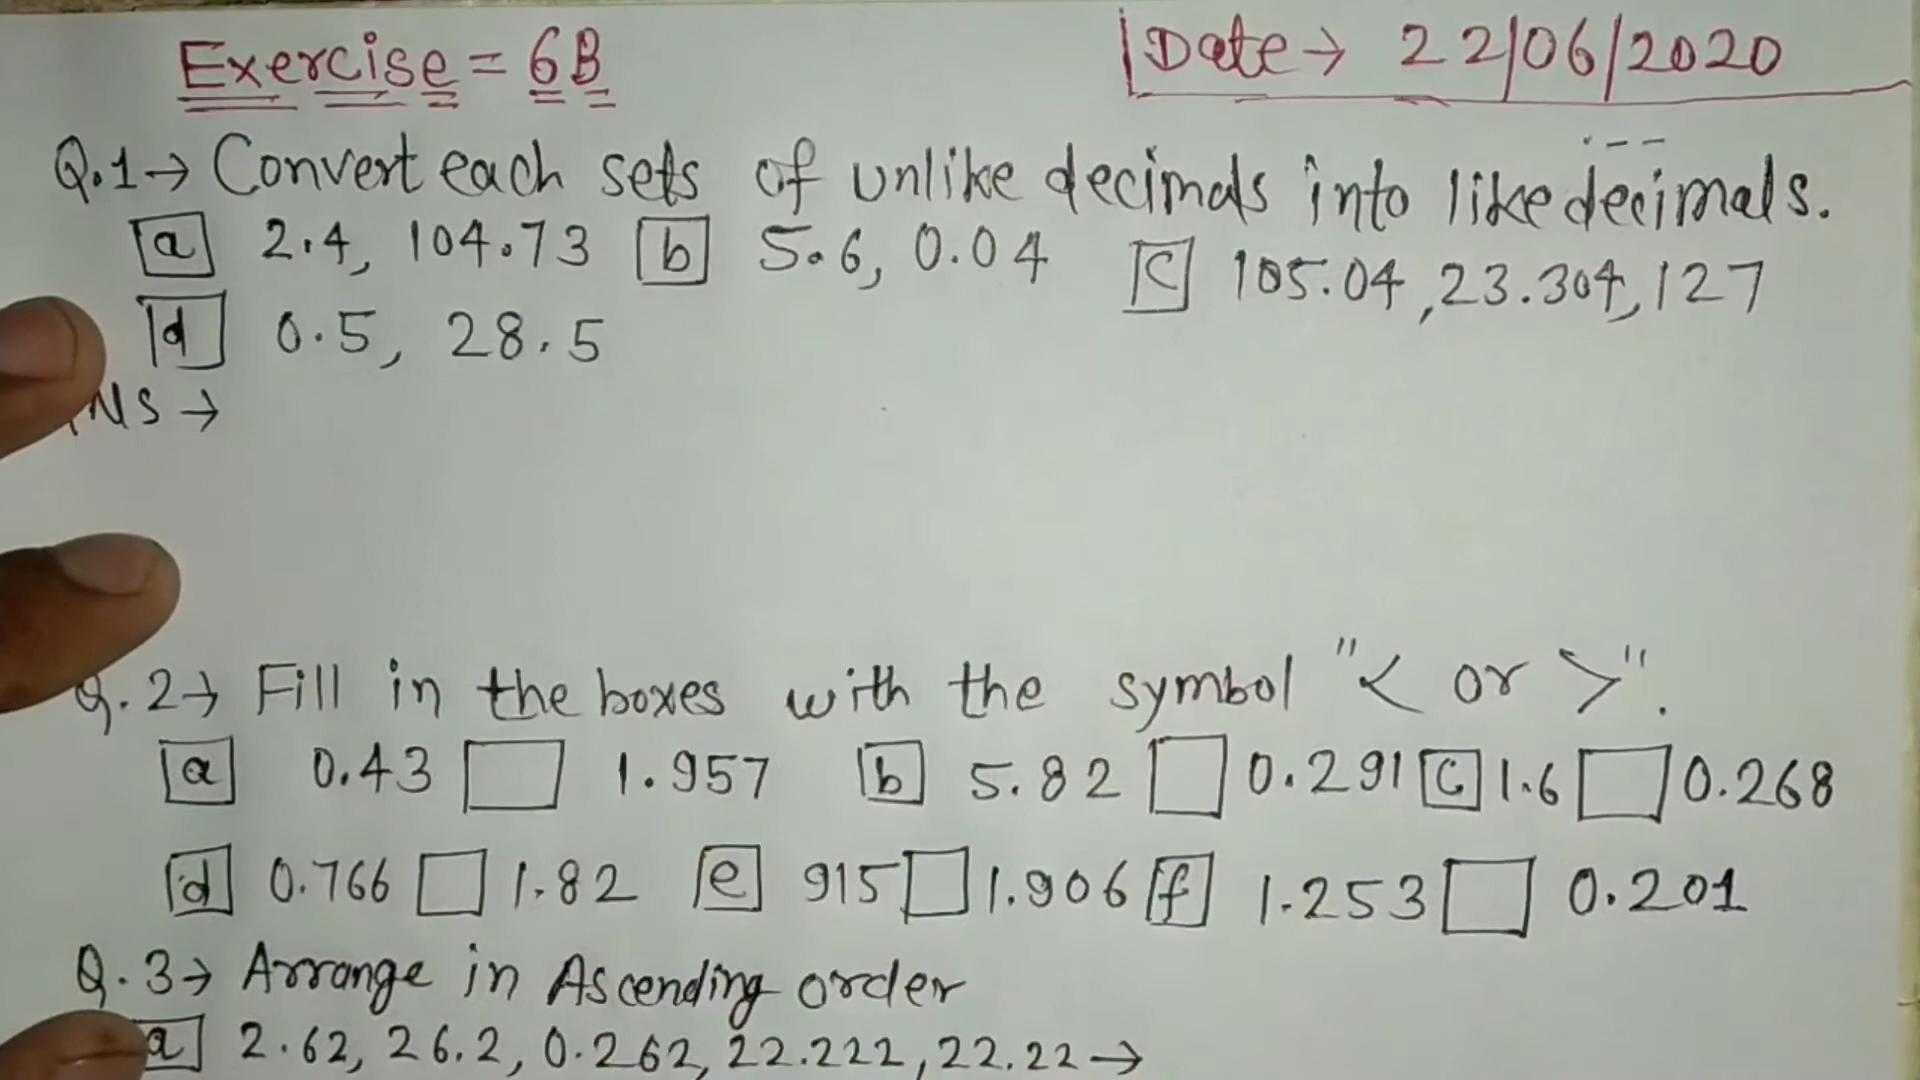 Exercise = 6B
Date → 22/06/2020
Q.1→ Convert each sets of unlike decimals into like decimals.
a 2.4, 104.73 b 5.6, 0.04 c 105.04, 23.304, 127
d 0.5, 28.5
NS →
Q.2→ Fill in the boxes with the symbol "< or >".
a 0.43 □ 1.957 b 5.82 □ 0.291 c 1.6 □ 0.268
d 0.766 □ 1.82 e 915 □ 1.906 f 1.253 □ 0.201
Q.3→ Arrange in Ascending order
a 2.62, 26.2, 0.262, 22.222, 22.22 →